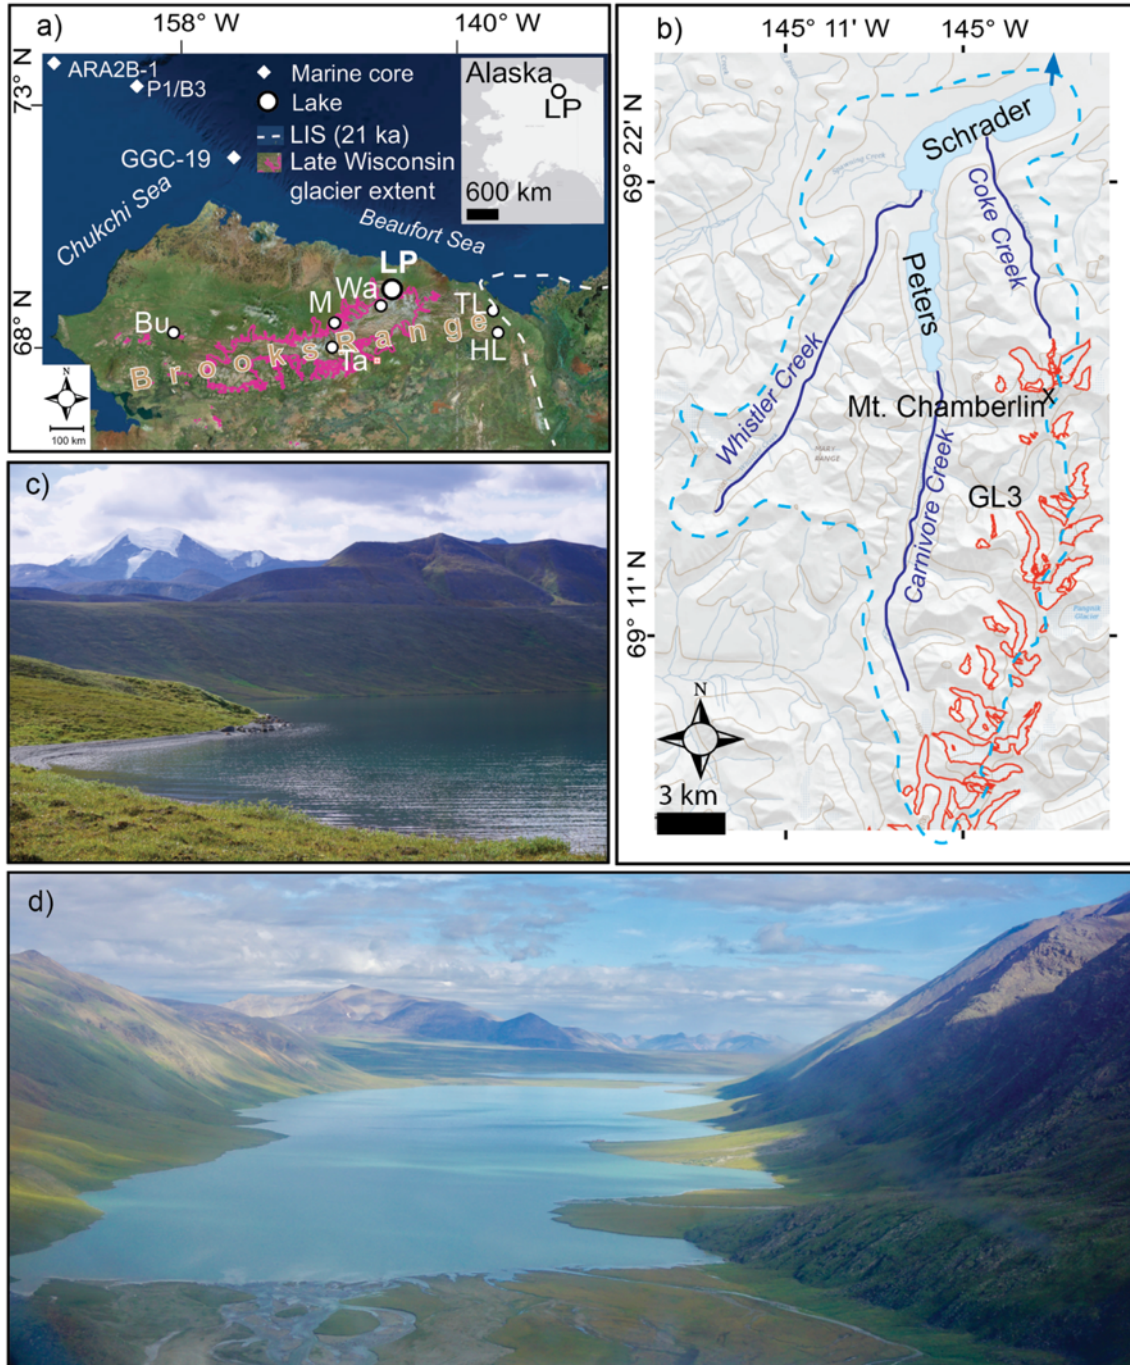 a)
158° W
140° W
73° N
68° N
ARA2B-1
P1/B3
GGC-19
Marine core
Lake
LIS (21 ka)
Late Wisconsin
glacier extent
Alaska
LP
600 km
Chukchi Sea
Beaufort Sea
LP
Wa
M
TL
Bu
HL
Ta
Brooks Range
N
100 km
b)
145° 11' W
145° W
69° 22' N
69° 11' N
Schrader
Coke Creek
Peters
Whistler Creek
Mt. Chamberlin
X
Carnivore Creek
GL3
N
3 km
c)
d)